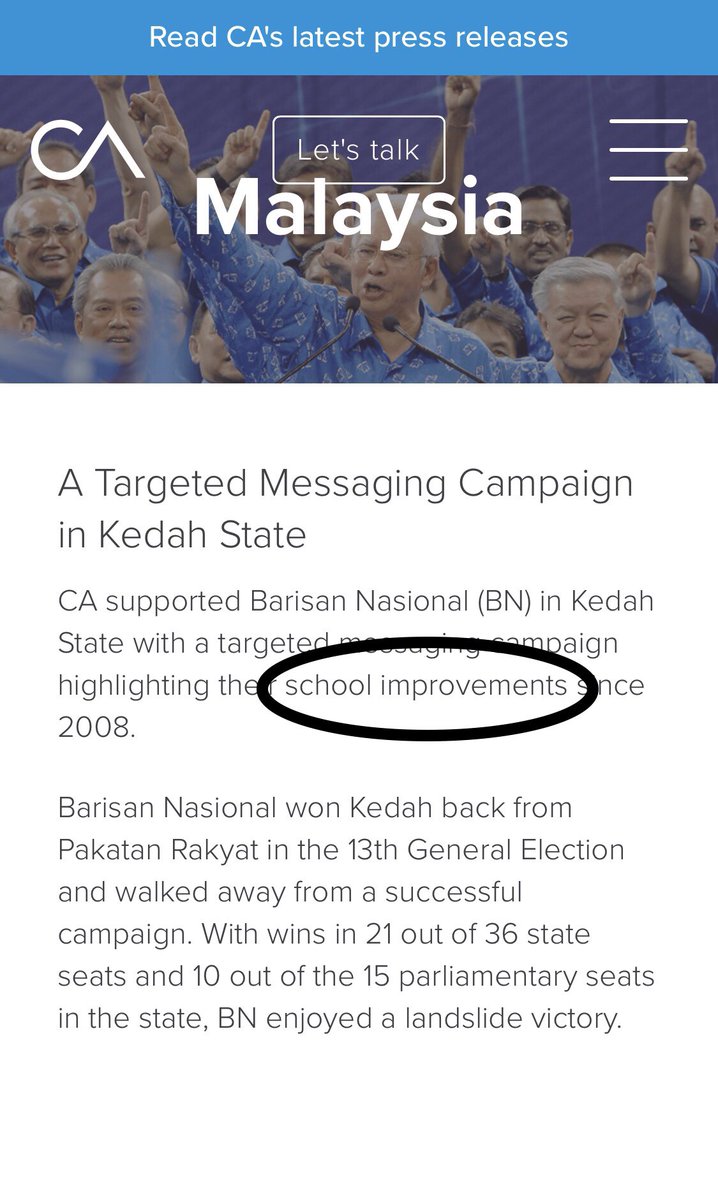 Read CA's latest press releases
CA
Let's talk
Malaysia
A Targeted Messaging Campaign
in Kedah State
CA supported Barisan Nasional (BN) in Kedah
State with a targeted messaging campaign
highlighting their school improvements since
2008.
Barisan Nasional won Kedah back from
Pakatan Rakyat in the 13th General Election
and walked away from a successful
campaign. With wins in 21 out of 36 state
seats and 10 out of the 15 parliamentary seats
in the state, BN enjoyed a landslide victory.